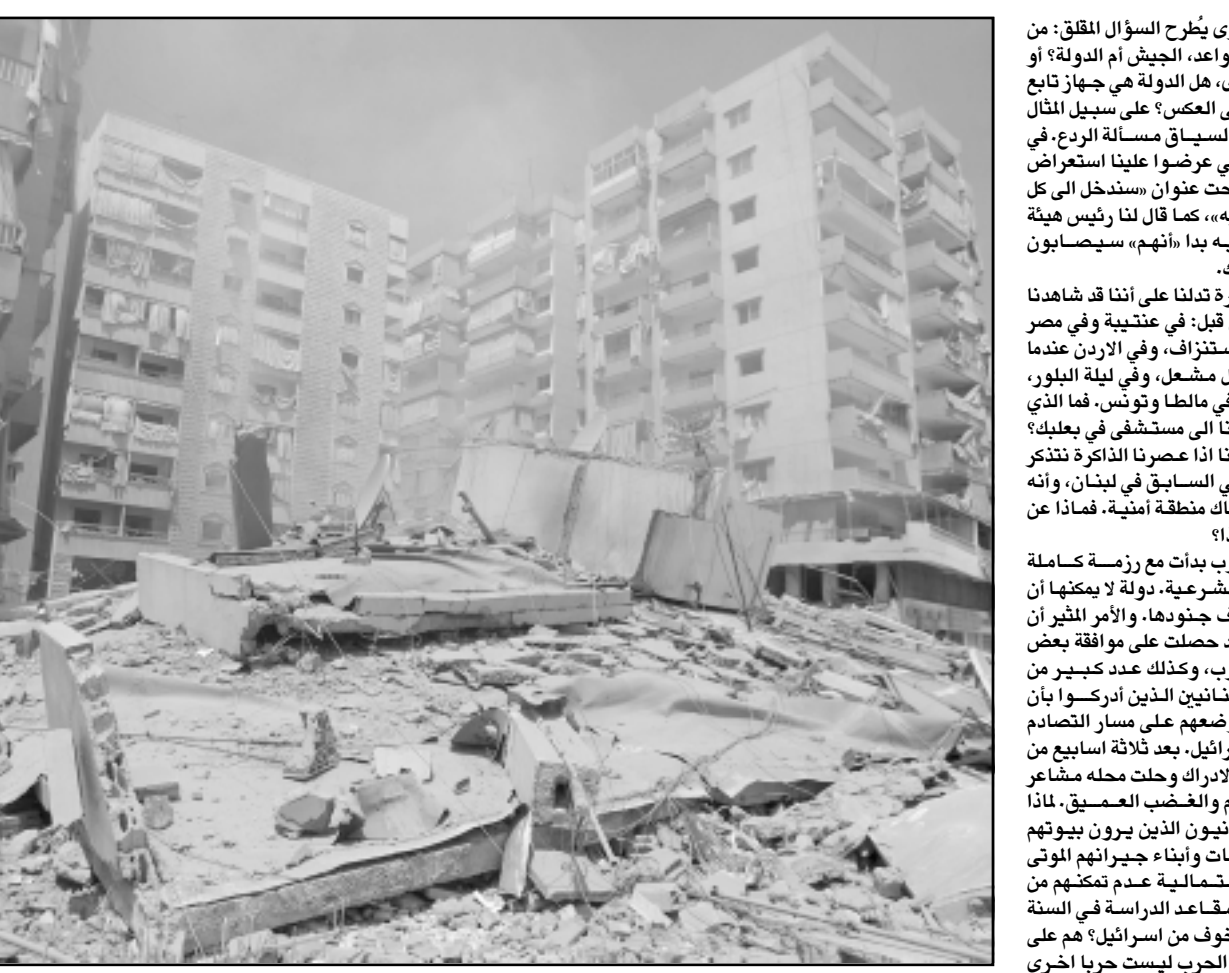 ى يُطرح السؤال المقلق: من
واعد، الجيش أم الدولة؟ أو
، هل الدولة هي جهاز تابع
ى العكس؟ على سبيل المثال
لسياق مسألة الردع. في
ي عرضوا علينا استعراض
حت عنوان «سندخل الى كل
ـه»، كما قال لنا رئيس هيئة
يه بدا «أنهم» سيصابون
ك.
رة تدلنا على أننا قد شاهدنا
قبل: في عنتيبة وفي مصر
ستنزاف، وفي الاردن عندما
ل مشعل، وفي ليلة البلور،
في مالطا وتونس. فما الذي
نا الى مستشفى في بعلبك؟
نا اذا عصرنا الذاكرة نتذكر
ي السابق في لبنان، وأنه
اك منطقة أمنية. فماذا عن
دا؟
رب بدأت مع رزمة كاملة
شرعية. دولة لا يمكنها أن
ف جنودها. والأمر المثير أن
د حصلت على موافقة بعض
رب، وكذلك عدد كبير من
نانيين الذين أدركوا بأن
ضعهم على مسار التصادم
رائيل. بعد ثلاثة اسابيع من
لادراك وحلت محله مشاعر
م والغضب العميق. لماذا
نيون الذين يرون بيوتهم
ات وأبناء جيرانهم الموتى
تمالية عدم تمكنهم من
مقاعد الدراسة في السنة
خوف من اسرائيل؟ هم على
الحرب ليست حربا اخرى